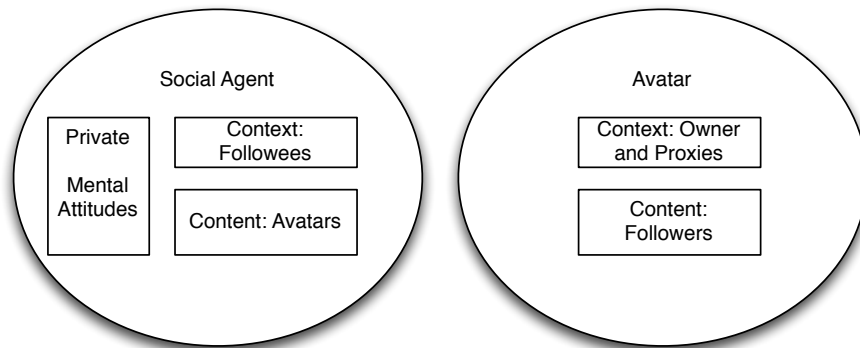 Social Agent
Private
Mental
Attitudes
Context:
Followees
Content: Avatars
Avatar
Context: Owner
and Proxies
Content:
Followers